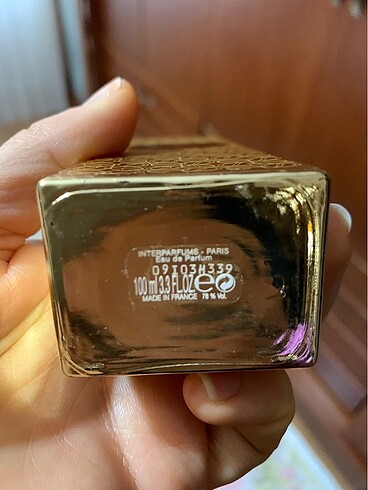 INTERPARFUMS - PARIS
Eau de Parfum
09I03H339
100 ml 3.3 FL.OZ e
MADE IN FRANCE 78 % Vol.